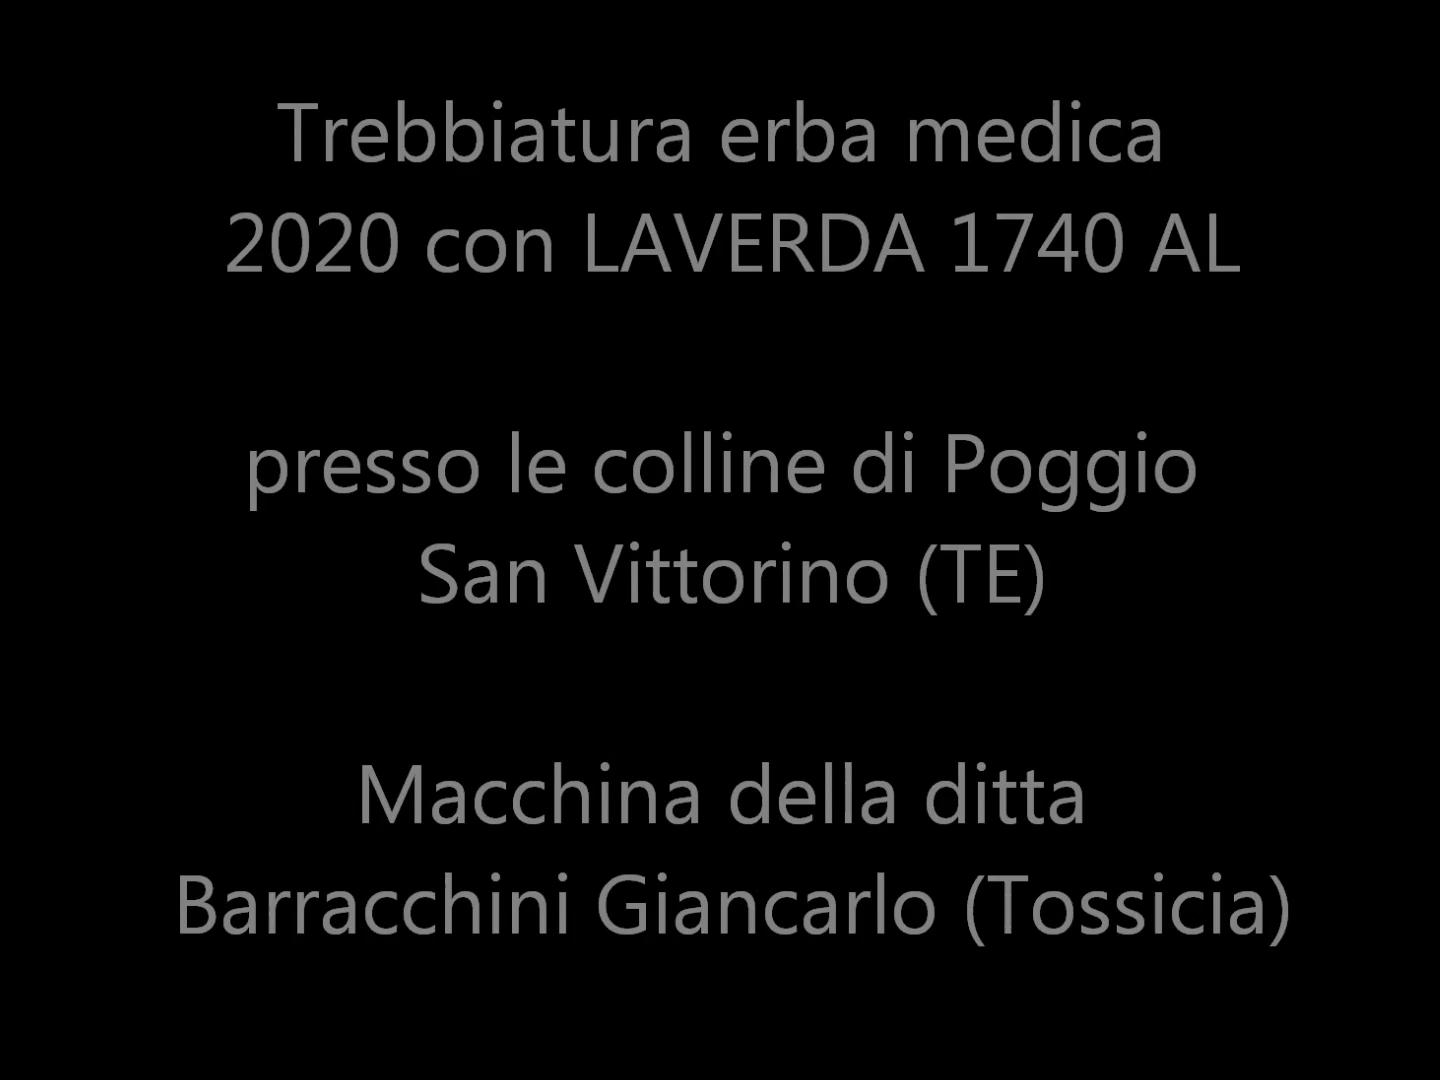 Trebbiatura erba medica
2020 con LAVERDA 1740 AL
presso le colline di Poggio
San Vittorino (TE)
Macchina della ditta
Barracchini Giancarlo (Tossicia)